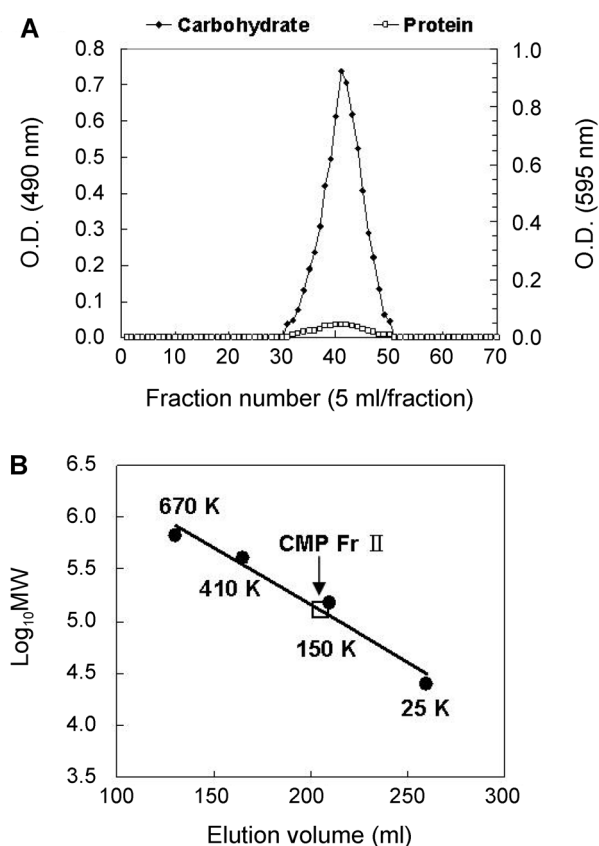 A
Carbohydrate Protein
0.8
0.7
0.6
0.5
0.4
0.3
0.2
0.1
0.0
O.D. (490 nm)
1.0
0.8
0.6
0.4
0.2
0.0
O.D. (595 nm)
0 10 20 30 40 50 60 70
Fraction number (5 ml/fraction)
B
6.5
6.0
5.5
5.0
4.5
4.0
3.5
Log10MW
670 K
410 K
CMP Fr Ⅱ
150 K
25 K
100 150 200 250 300
Elution volume (ml)